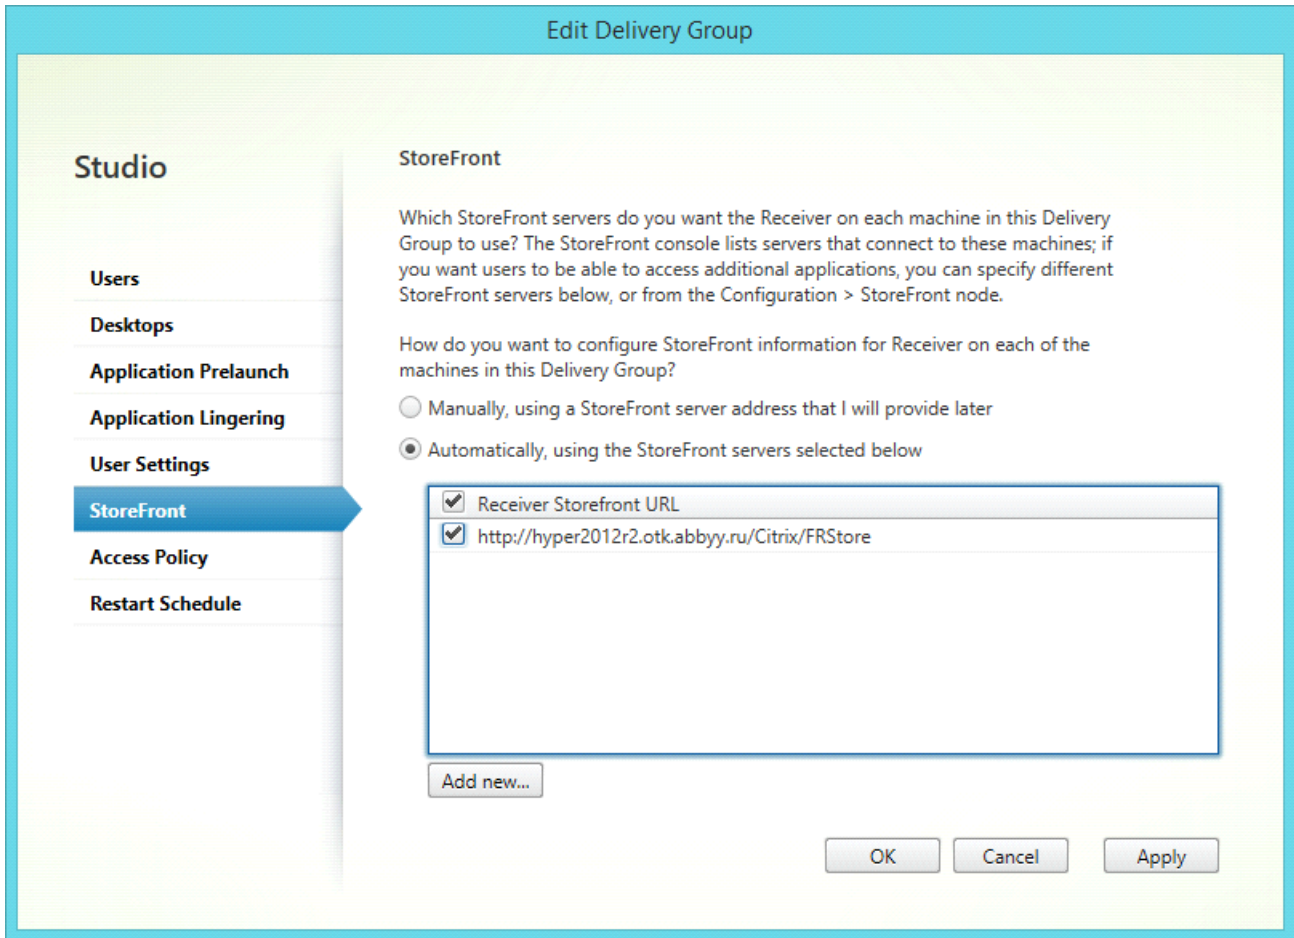 Edit Delivery Group
Studio
Users
Desktops
Application Prelaunch
Application Lingering
User Settings
StoreFront
Access Policy
Restart Schedule
StoreFront
Which StoreFront servers do you want the Receiver on each machine in this Delivery
Group to use? The StoreFront console lists servers that connect to these machines; if
you want users to be able to access additional applications, you can specify different
StoreFront servers below, or from the Configuration > StoreFront node.
How do you want to configure StoreFront information for Receiver on each of the
machines in this Delivery Group?
Manually, using a StoreFront server address that I will provide later
Automatically, using the StoreFront servers selected below
Receiver Storefront URL
http://hyper2012r2.otk.abbyy.ru/Citrix/FRStore
Add new...
OK
Cancel
Apply